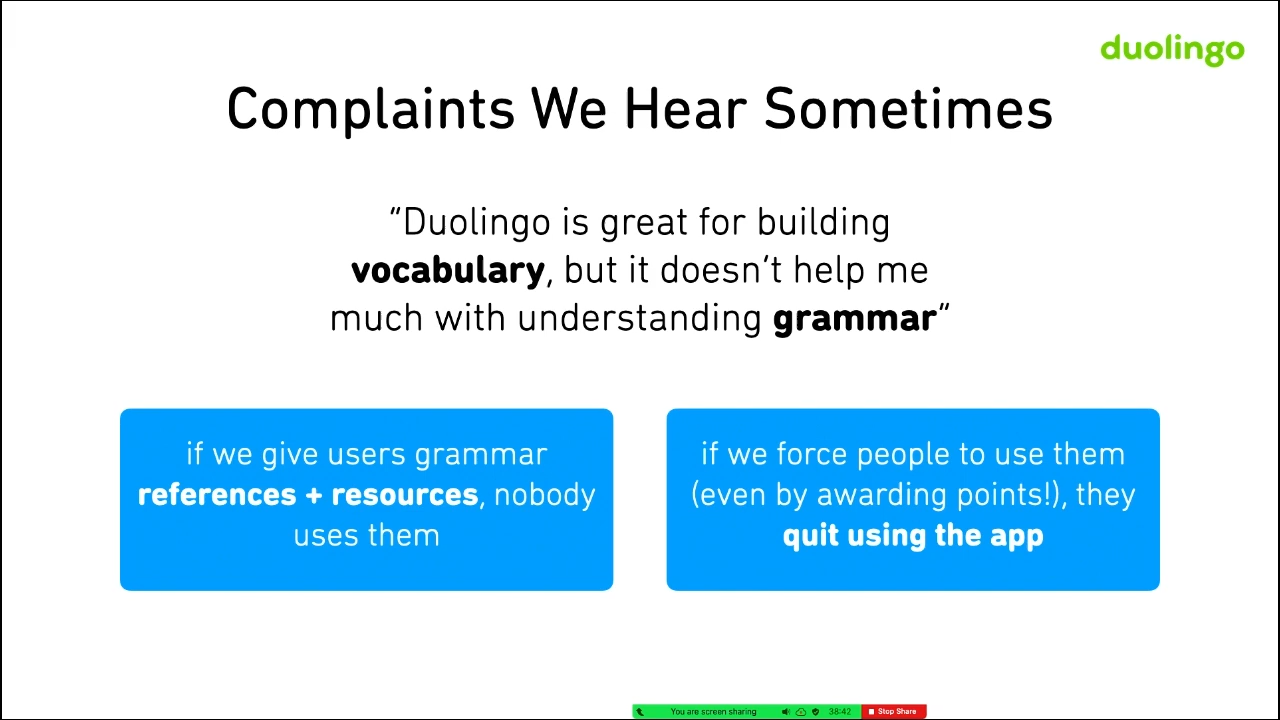 duolingo
Complaints We Hear Sometimes
“Duolingo is great for building
vocabulary, but it doesn’t help me
much with understanding grammar”
if we give users grammar
references + resources, nobody
uses them
if we force people to use them
(even by awarding points!), they
quit using the app
You are screen sharing
38:42
Stop Share